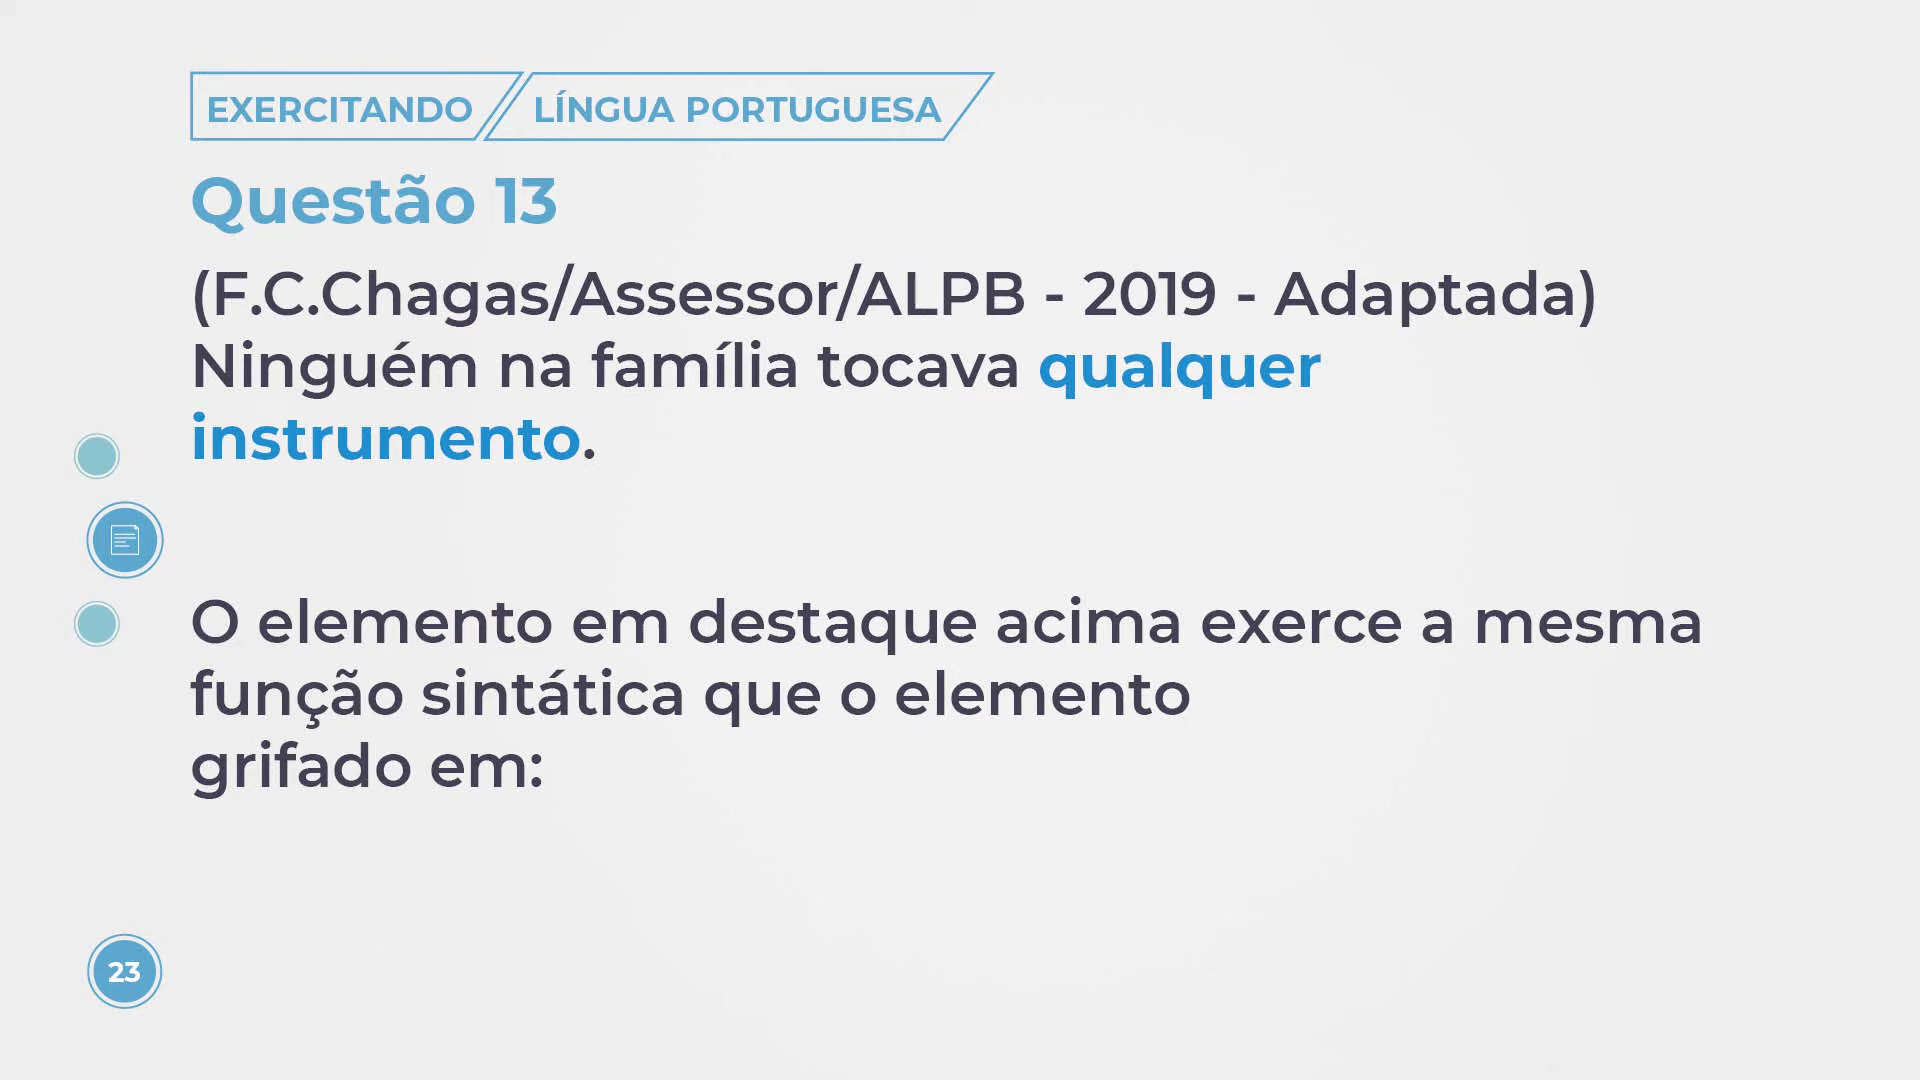 EXERCITANDO LÍNGUA PORTUGUESA
Questão 13
(F.C.Chagas/Assessor/ALPB - 2019 - Adaptada)
Ninguém na família tocava qualquer
instrumento.
O elemento em destaque acima exerce a mesma
função sintática que o elemento
grifado em:
23